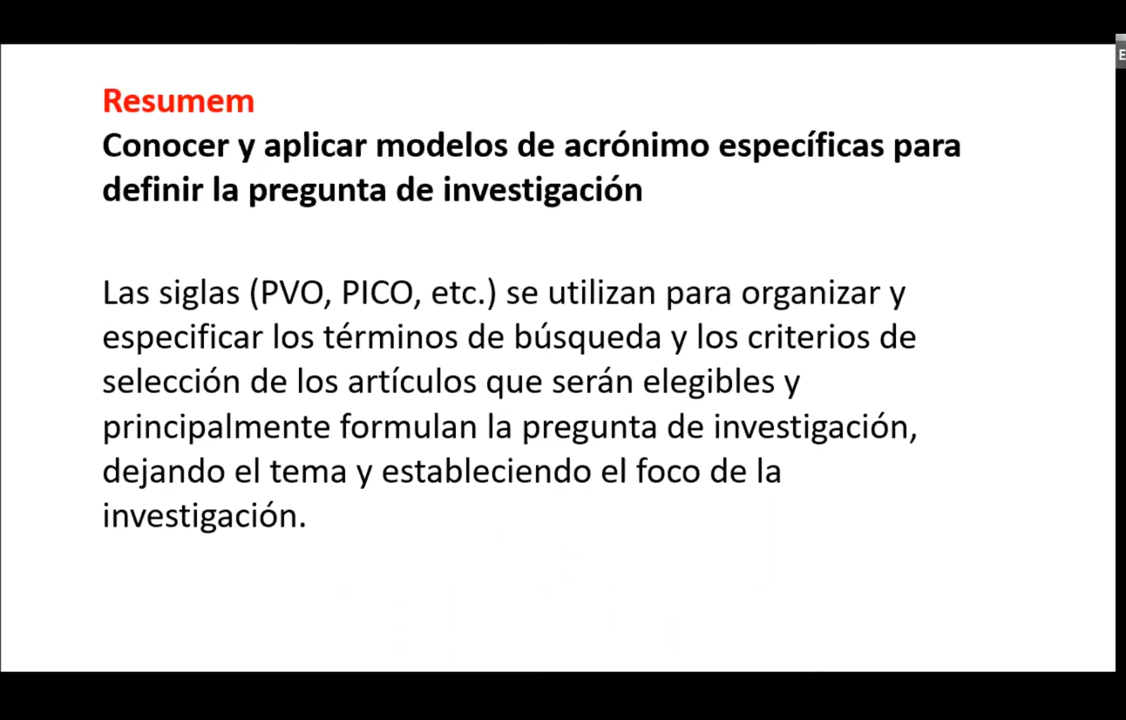 Resumem
Conocer y aplicar modelos de acrónimo específicas para
definir la pregunta de investigación
Las siglas (PVO, PICO, etc.) se utilizan para organizar y
especificar los términos de búsqueda y los criterios de
selección de los artículos que serán elegibles y
principalmente formulan la pregunta de investigación,
dejando el tema y estableciendo el foco de la
investigación.
E